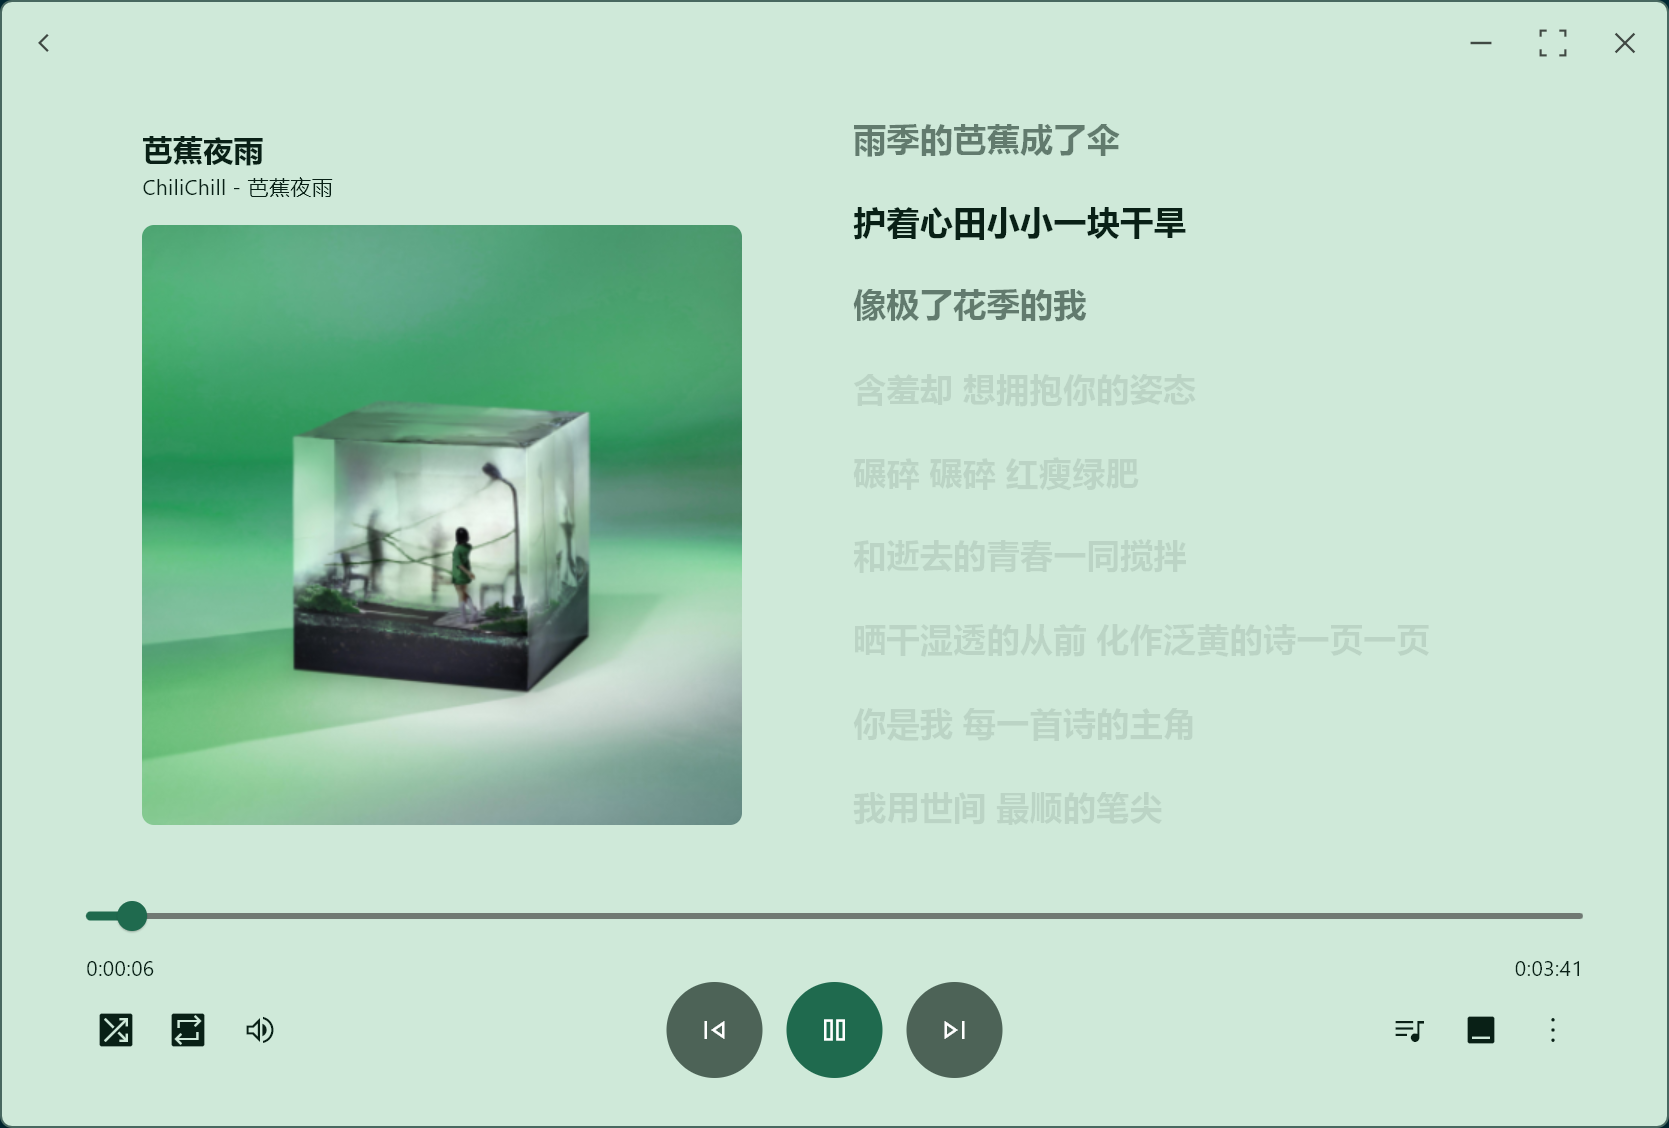 芭蕉夜雨
ChiliChill - 芭蕉夜雨
雨季的芭蕉成了伞
护着心田小小一块干旱
像极了花季的我
含羞却 想拥抱你的姿态
碾碎 碾碎 红瘦绿肥
和逝去的青春一同搅拌
晒干湿透的从前 化作泛黄的诗一页一页
你是我 每一首诗的主角
我用世间 最顺的笔尖
0:00:06
0:03:41